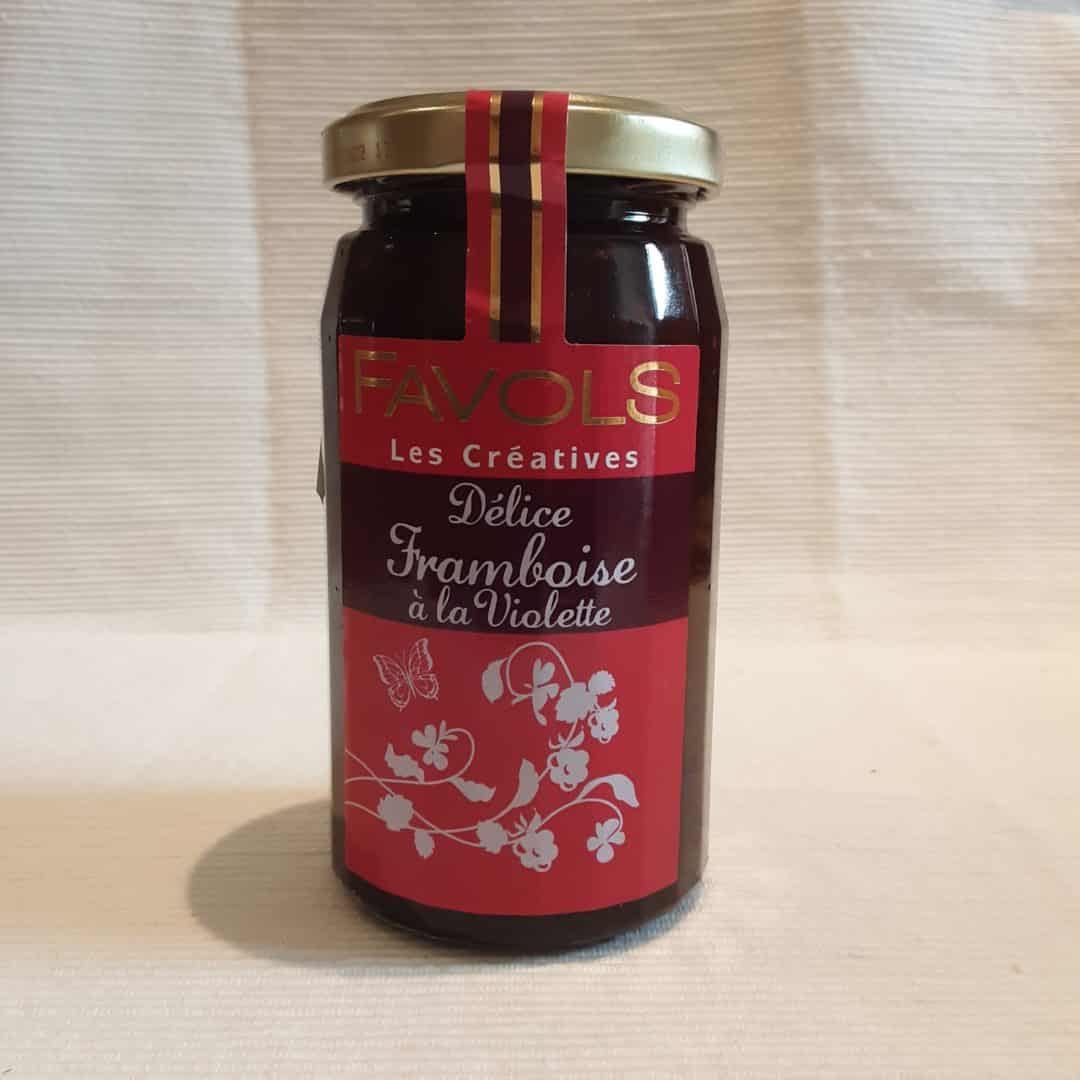 FAVOLS
Les Créatives
Délice
Framboise
à la Violette